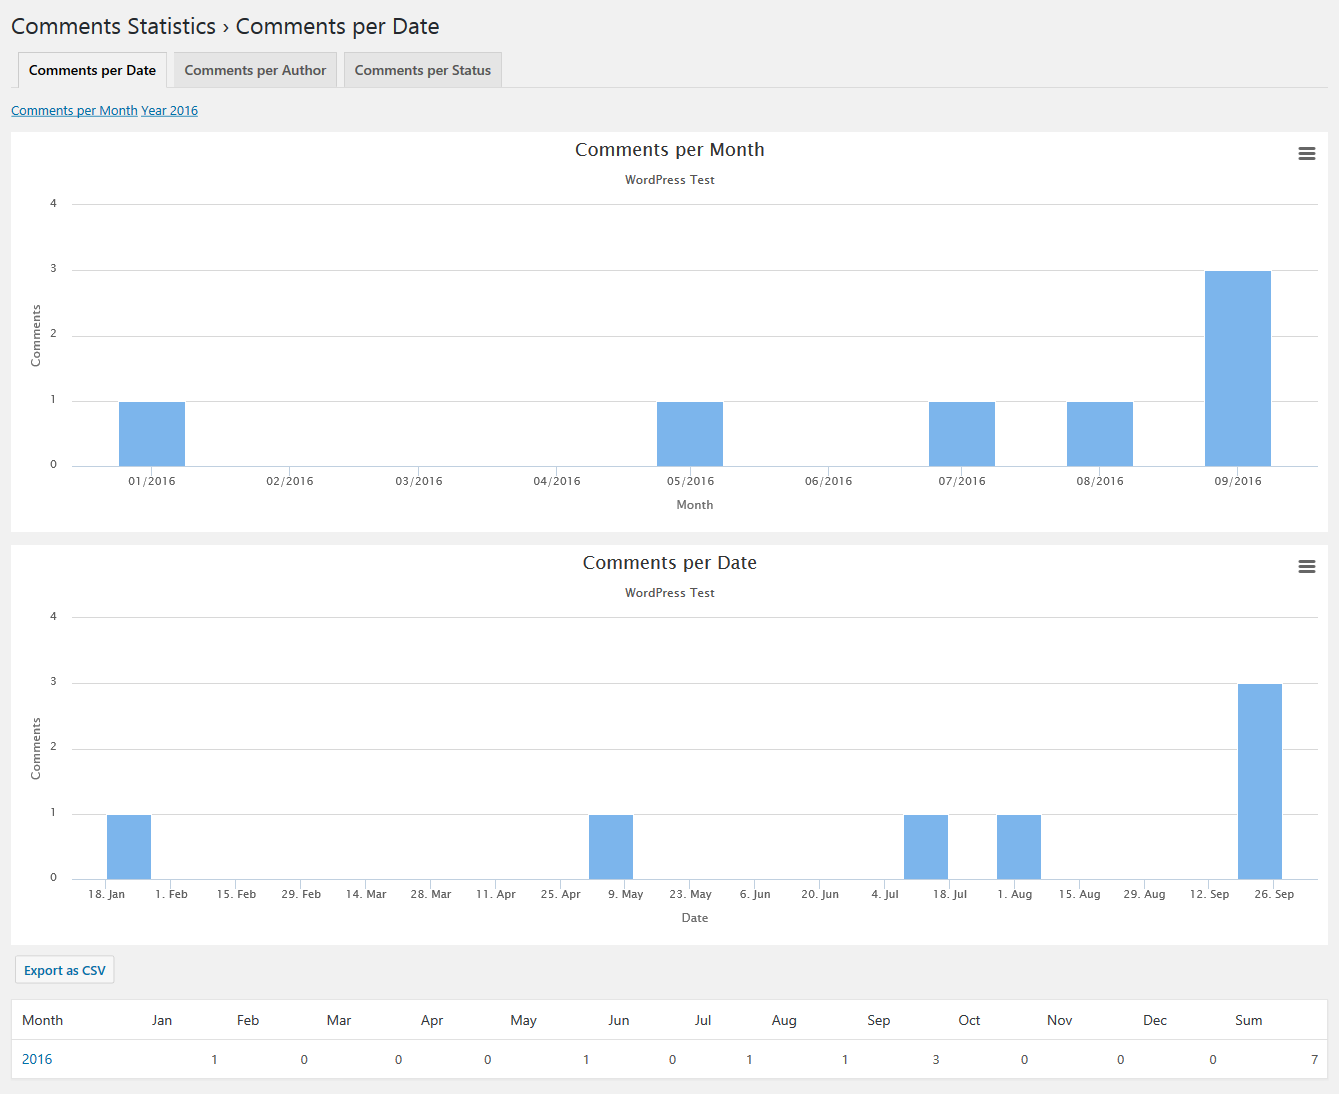 Comments Statistics › Comments per Date
Comments per Date Comments per Author Comments per Status
Comments per Month Year 2016
Comments per Month
WordPress Test
4
3
2
1
0
Comments
01/2016 02/2016 03/2016 04/2016 05/2016 06/2016 07/2016 08/2016 09/2016
Month
Comments per Date
WordPress Test
4
3
2
1
0
Comments
18. Jan 1. Feb 15. Feb 29. Feb 14. Mar 28. Mar 11. Apr 25. Apr 9. May 23. May 6. Jun 20. Jun 4. Jul 18. Jul 1. Aug 15. Aug 29. Aug 12. Sep 26. Sep
Date
Export as CSV
Month Jan Feb Mar Apr May Jun Jul Aug Sep Oct Nov Dec Sum
2016 1 0 0 0 1 0 1 1 3 0 0 0 7